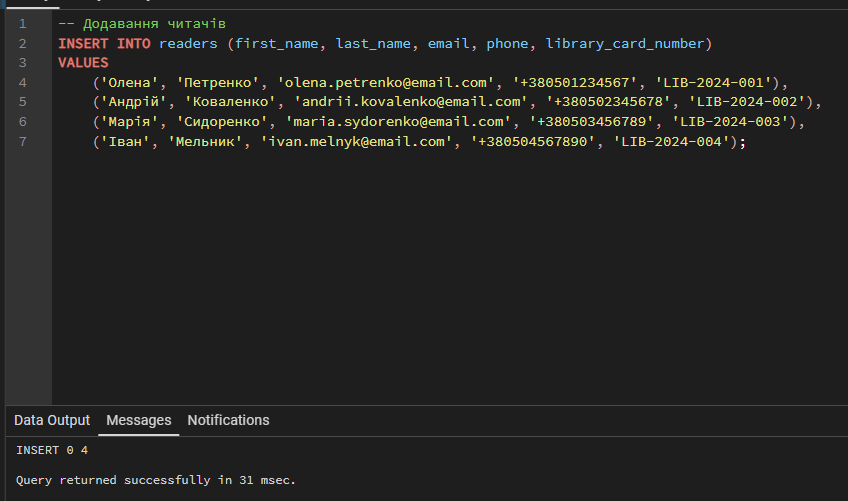 1 -- Додавання читачів
2 INSERT INTO readers (first_name, last_name, email, phone, library_card_number)
3 VALUES
4 ('Олена', 'Петренко', 'olena.petrenko@email.com', '+380501234567', 'LIB-2024-001'),
5 ('Андрій', 'Коваленко', 'andrii.kovalenko@email.com', '+380502345678', 'LIB-2024-002'),
6 ('Марія', 'Сидоренко', 'maria.sydorenko@email.com', '+380503456789', 'LIB-2024-003'),
7 ('Іван', 'Мельник', 'ivan.melnyk@email.com', '+380504567890', 'LIB-2024-004');
Data Output Messages Notifications
INSERT 0 4
Query returned successfully in 31 msec.